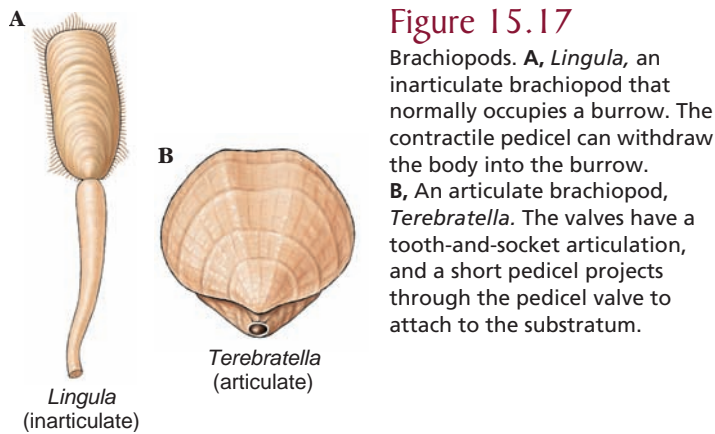 A
B
Lingula
(inarticulate)
Terebratella
(articulate)
Figure 15.17
Brachiopods. A, Lingula, an
inarticulate brachiopod that
normally occupies a burrow. The
contractile pedicel can withdraw
the body into the burrow.
B, An articulate brachiopod,
Terebratella. The valves have a
tooth-and-socket articulation,
and a short pedicel projects
through the pedicel valve to
attach to the substratum.